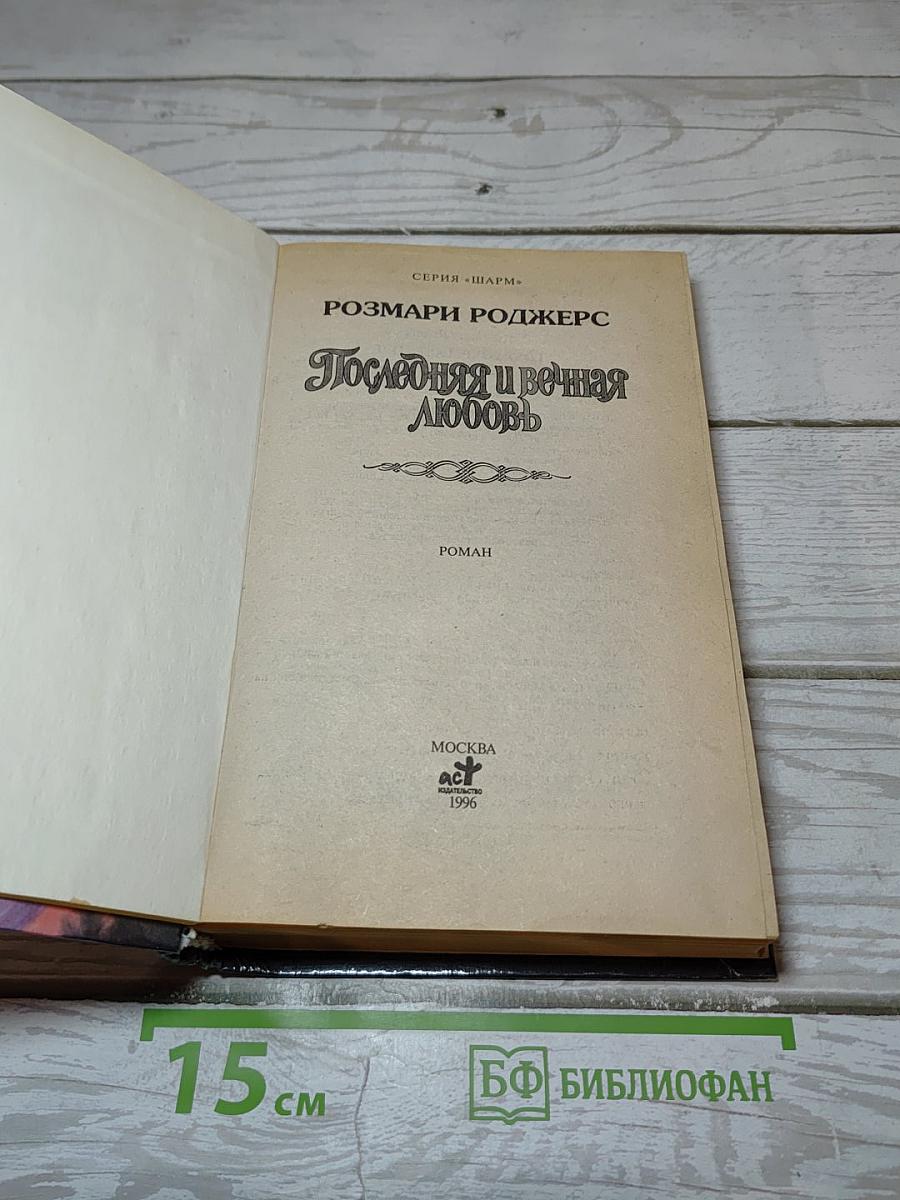 СЕРИЯ «ШАРМ»
РОЗМАРИ РОДЖЕРС
Последняя и вечная
любовь
РОМАН
МОСКВА
аст
ИЗДАТЕЛЬСТВО
1996
15 см
БФ БИБЛИОФАН